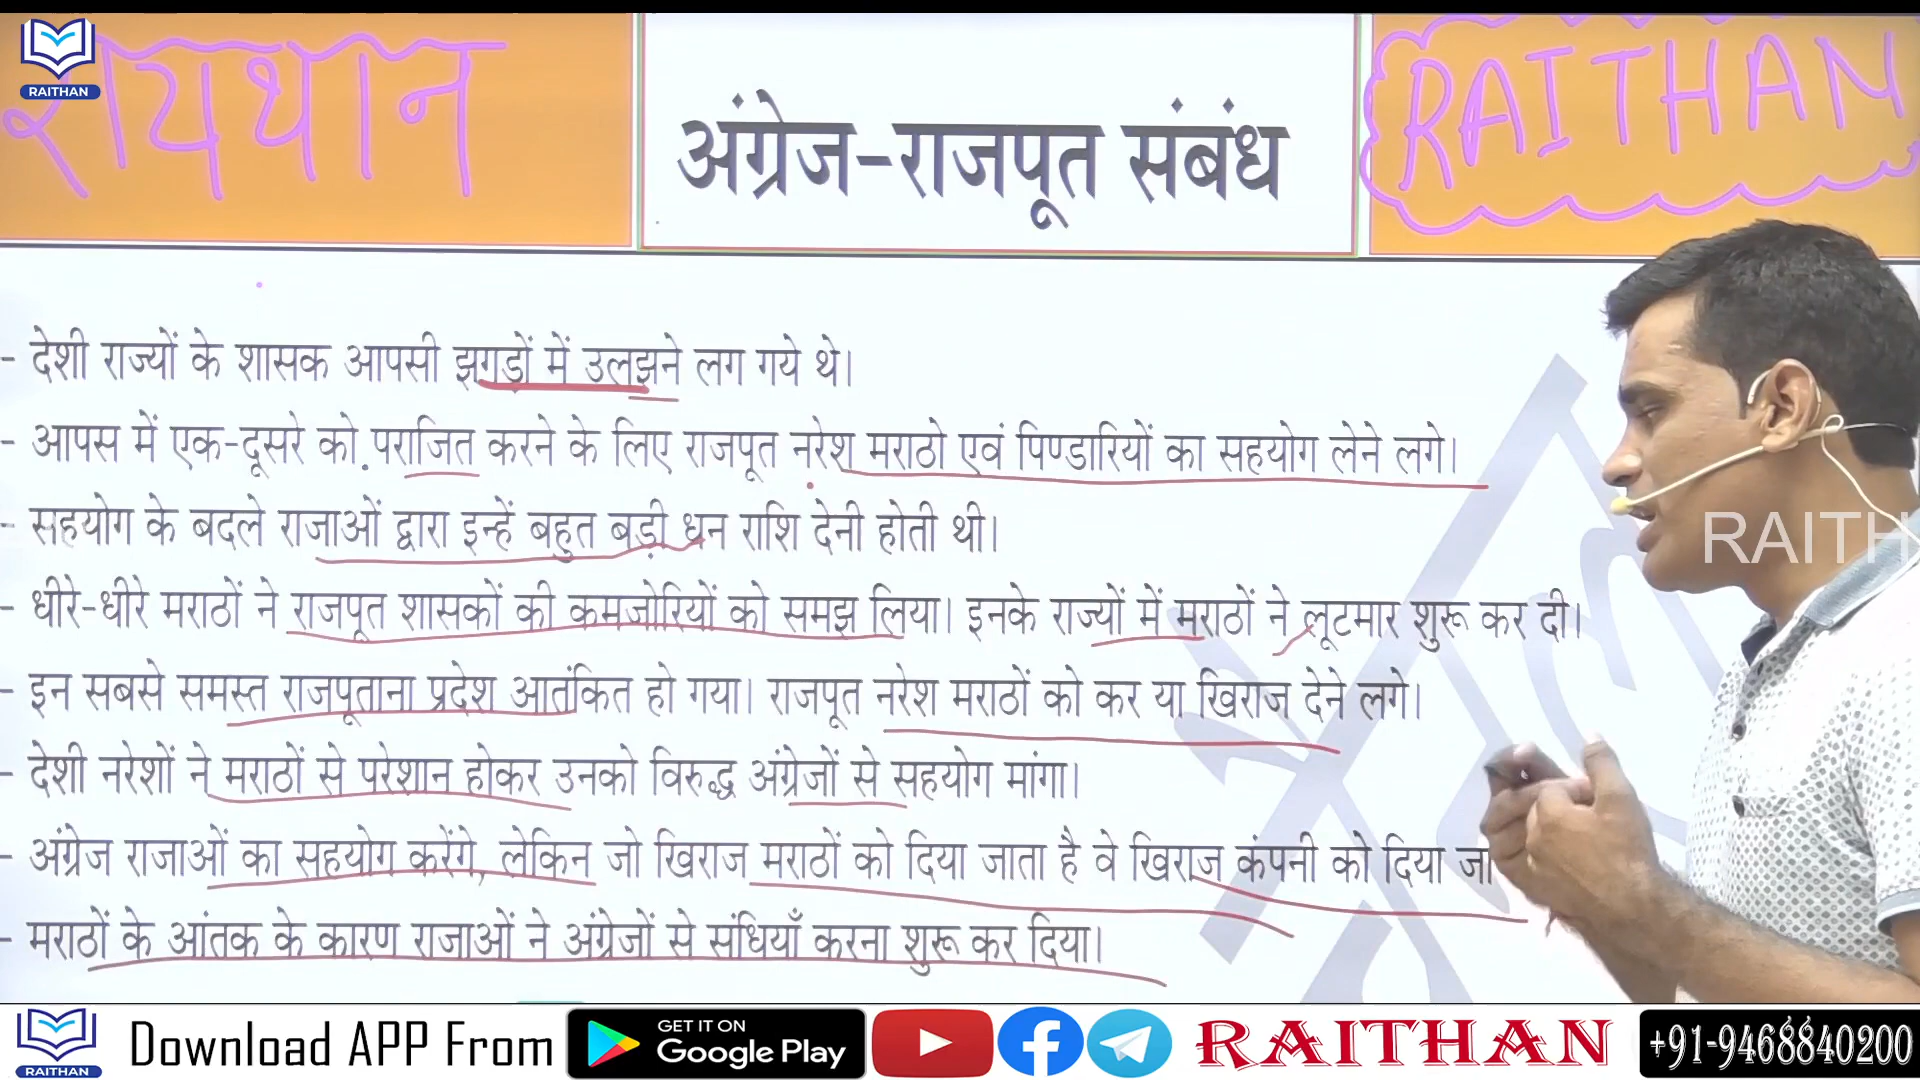 RAITHAN
रायथान
अंग्रेज-राजपूत संबंध
RAITHAN
- देशी राज्यों के शासक आपसी झगड़ों में उलझने लग गये थे।
- आपस में एक-दूसरे को पराजित करने के लिए राजपूत नरेश मराठो एवं पिण्डारियों का सहयोग लेने लगे।
- सहयोग के बदले राजाओं द्वारा इन्हें बहुत बड़ी धन राशि देनी होती थी।
RAITH
- धीरे-धीरे मराठों ने राजपूत शासकों की कमजोरियों को समझ लिया। इनके राज्यों में मराठों ने लूटमार शुरू कर दी।
- इन सबसे समस्त राजपूताना प्रदेश आतंकित हो गया। राजपूत नरेश मराठों को कर या खिराज देने लगे।
- देशी नरेशों ने मराठों से परेशान होकर उनको विरुद्ध अंग्रेजों से सहयोग मांगा।
- अंग्रेज राजाओं का सहयोग करेंगे, लेकिन जो खिराज मराठों को दिया जाता है वे खिराज कंपनी को दिया जा
- मराठों के आंतक के कारण राजाओं ने अंग्रेजों से संधियाँ करना शुरू कर दिया।
RAITHAN
Download APP From
GET IT ON
Google Play
RAITHAN
+91-9468840200